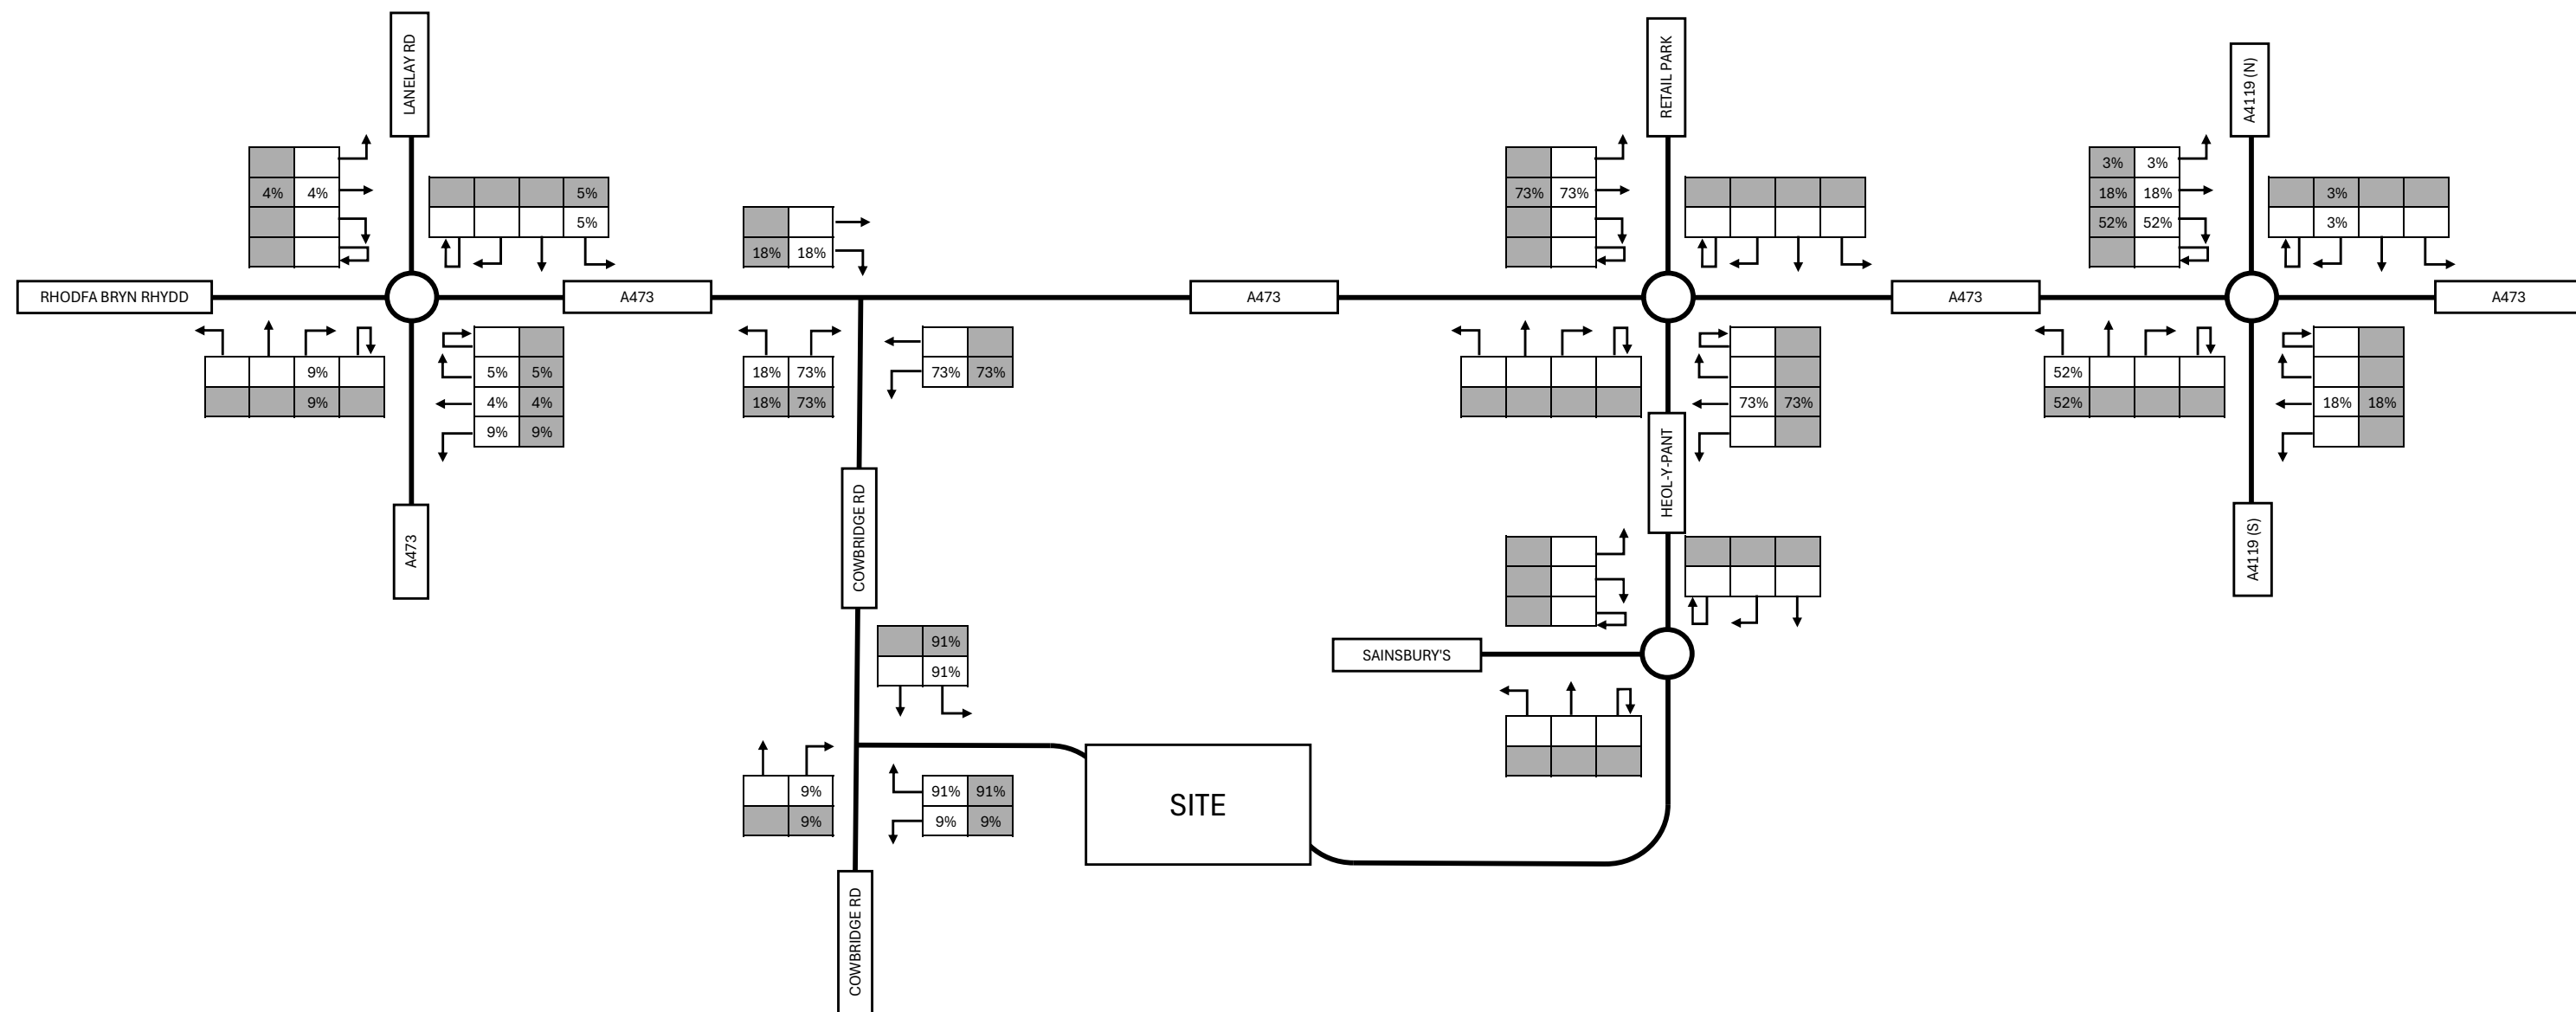 LANELAY RD
RETAIL PARK
A4119 (N)
3% 3%
4% 4%
5%
73% 73%
18% 18%
3%
5%
52% 52%
3%
18% 18%
RHODFA BRYN RHYDD
A473
A473
A473
A473
9%
5% 5%
18% 73%
73% 73%
52%
9%
4% 4%
18% 73%
73% 73%
52%
18% 18%
9% 9%
HEOL-Y-PANT
A473
COWBRIDGE RD
A4119 (S)
91%
91%
SAINSBURY'S
9%
91% 91%
SITE
9%
9% 9%
COWBRIDGE RD